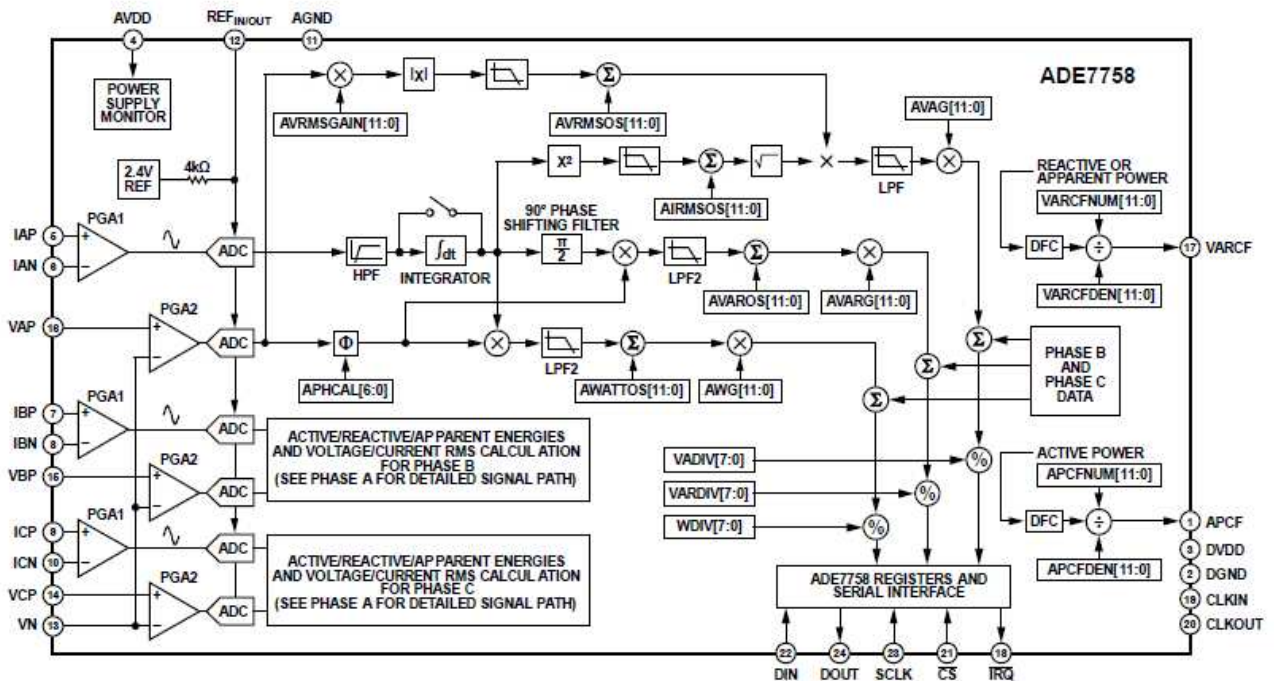 AVDD
REFIN/OUT
AGND
4
12
11
ADE7758
POWER
SUPPLY
MONITOR
|X|
Σ
AVRMSGAIN[11:0]
AVRMSOS[11:0]
AVAG[11:0]
2.4V
REF
4kΩ
X²
Σ
√
LPF
AIRMSOS[11:0]
REACTIVE OR
APPARENT POWER
VARCFNUM[11:0]
DFC
÷
17
VARCF
VARCFDEN[11:0]
PGA1
IAP
5
+
IAN
6
−
ADC
HPF
∫dt
INTEGRATOR
90° PHASE
SHIFTING FILTER
π
2
LPF2
Σ
AVAROS[11:0]
AVARG[11:0]
PGA2
VAP
16
+
−
ADC
Φ
APHCAL[6:0]
LPF2
Σ
AWATTOS[11:0]
AWG[11:0]
Σ
Σ
Σ
PHASE B
AND
PHASE C
DATA
PGA1
IBP
7
+
IBN
8
−
ADC
PGA2
VBP
15
+
−
ADC
ACTIVE/REACTIVE/APPARENT ENERGIES
AND VOLTAGE/CURRENT RMS CALCULATION
FOR PHASE B
(SEE PHASE A FOR DETAILED SIGNAL PATH)
VADIV[7:0]
%
VARDIV[7:0]
%
WDIV[7:0]
%
ACTIVE POWER
APCFNUM[11:0]
DFC
÷
1
APCF
APCFDEN[11:0]
3
DVDD
2
DGND
19
CLKIN
20
CLKOUT
PGA1
ICP
9
+
ICN
10
−
ADC
PGA2
VCP
14
+
VN
13
−
ADC
ACTIVE/REACTIVE/APPARENT ENERGIES
AND VOLTAGE/CURRENT RMS CALCULATION
FOR PHASE C
(SEE PHASE A FOR DETAILED SIGNAL PATH)
ADE7758 REGISTERS AND
SERIAL INTERFACE
22
24
23
21
18
DIN
DOUT
SCLK
CS
IRQ